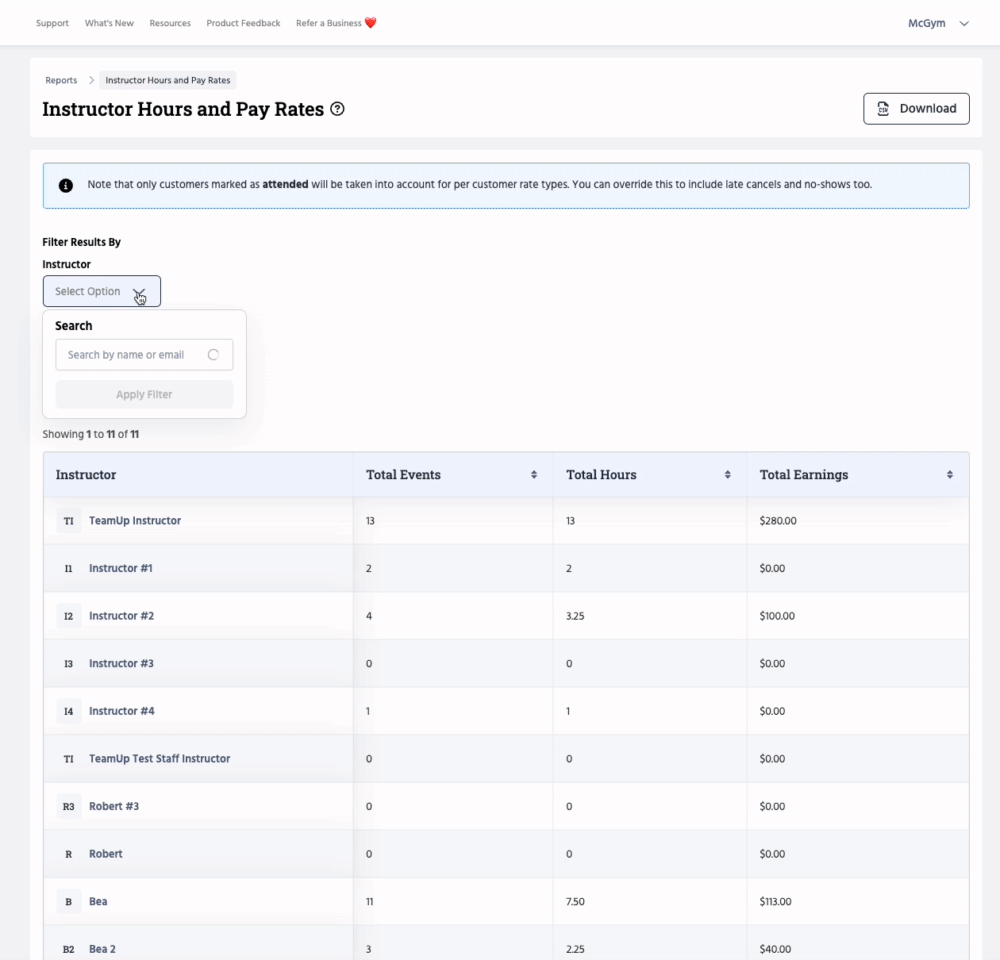 Support What's New Resources Product Feedback Refer a Business ❤️ McGym
Reports Instructor Hours and Pay Rates
Instructor Hours and Pay Rates
CSV Download
Note that only customers marked as attended will be taken into account for per customer rate types. You can override this to include late cancels and no-shows too.
Filter Results By
Instructor
Select Option
Search
Search by name or email
Apply Filter
Showing 1 to 11 of 11
Instructor Total Events Total Hours Total Earnings
TI TeamUp Instructor 13 13 $280.00
I1 Instructor #1 2 2 $0.00
I2 Instructor #2 4 3.25 $100.00
I3 Instructor #3 0 0 $0.00
I4 Instructor #4 1 1 $0.00
TI TeamUp Test Staff Instructor 0 0 $0.00
R3 Robert #3 0 0 $0.00
R Robert 0 0 $0.00
B Bea 11 7.50 $113.00
B2 Bea 2 3 2.25 $40.00